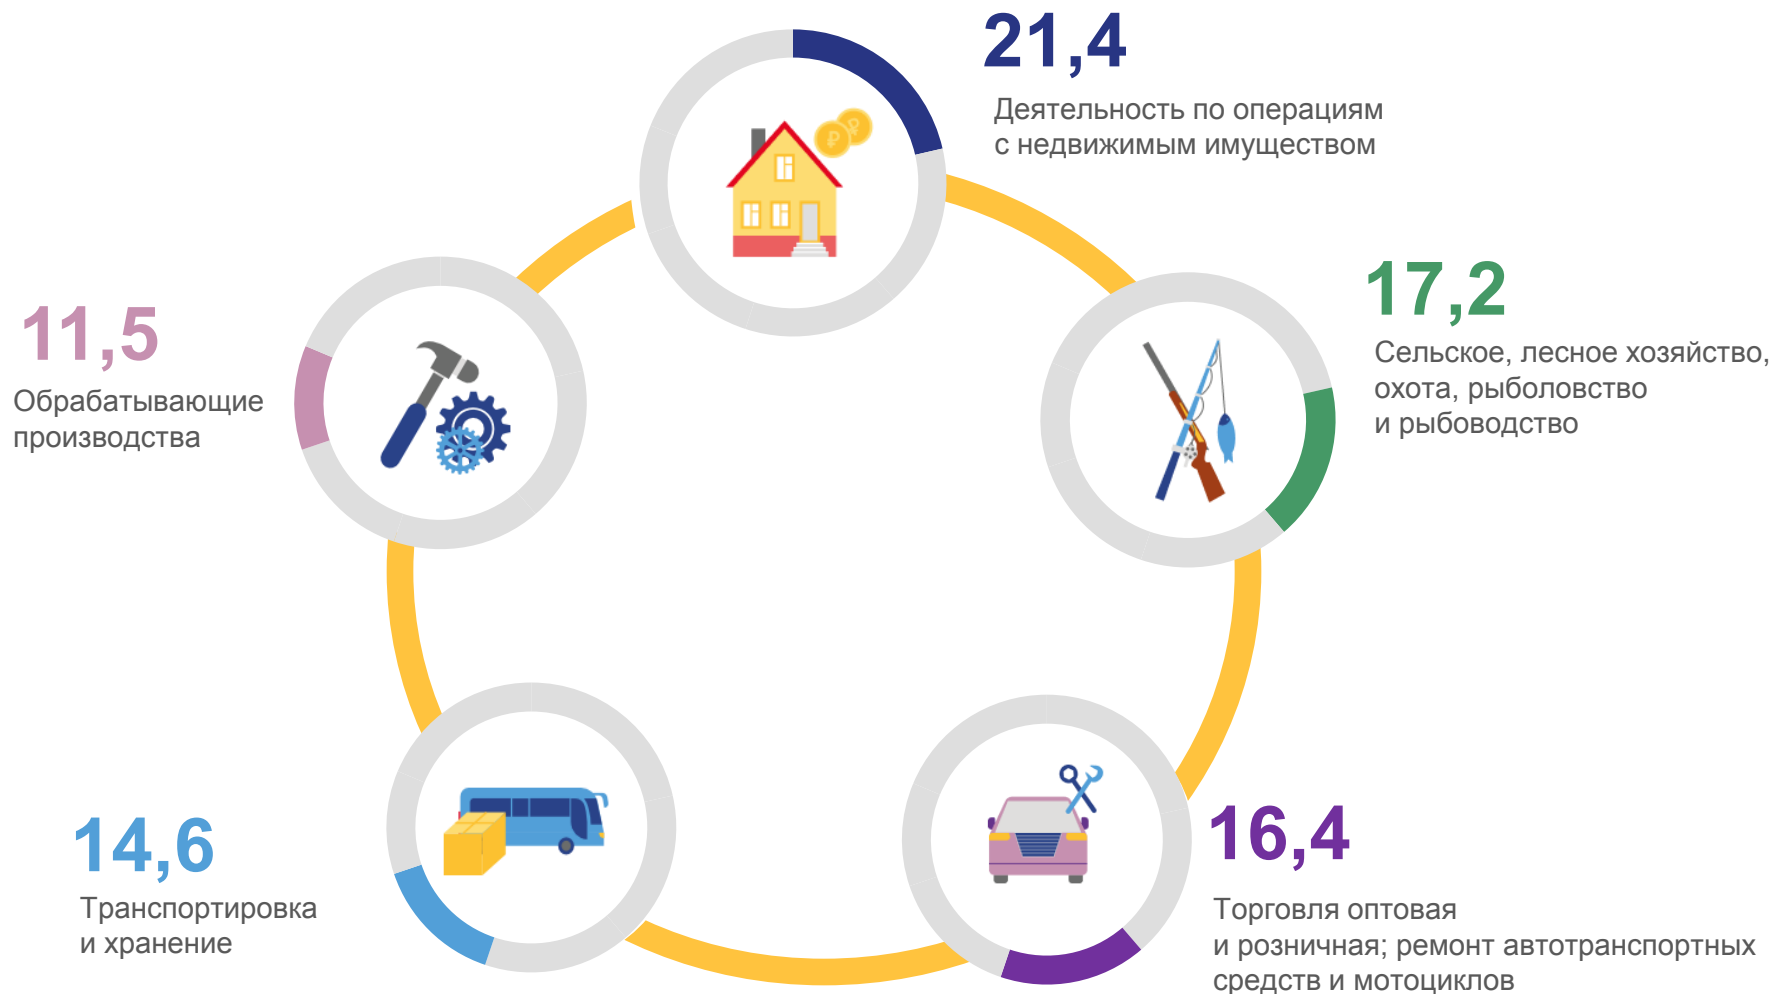 21,4
Деятельность по операциям
с недвижимым имуществом
17,2
Сельское, лесное хозяйство,
охота, рыболовство
и рыбоводство
11,5
Обрабатывающие
производства
14,6
Транспортировка
и хранение
16,4
Торговля оптовая
и розничная; ремонт автотранспортных
средств и мотоциклов